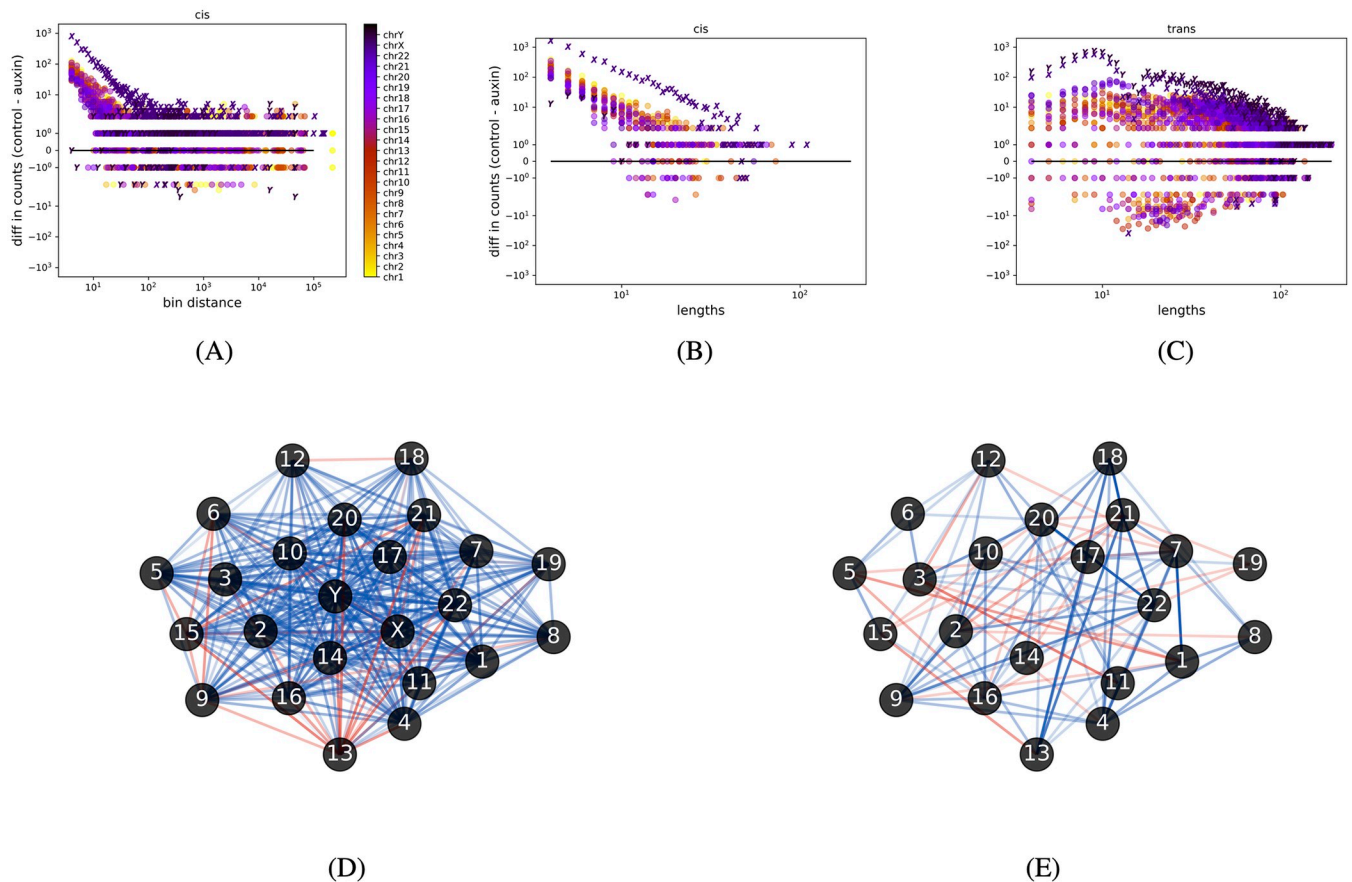 cis
diff in counts (control - auxin)
10³
10²
10¹
10⁰
0
−10⁰
−10¹
−10²
−10³
10¹
10²
10³
10⁴
10⁵
bin distance
chrY
chrX
chr22
chr21
chr20
chr19
chr18
chr17
chr16
chr15
chr14
chr13
chr12
chr11
chr10
chr9
chr8
chr7
chr6
chr5
chr4
chr3
chr2
chr1
(A)
cis
diff in counts (control - auxin)
10³
10²
10¹
10⁰
0
−10⁰
−10¹
−10²
−10³
10¹
10²
lengths
(B)
trans
10³
10²
10¹
10⁰
0
−10⁰
−10¹
−10²
−10³
10¹
10²
lengths
(C)
12
18
6
20
21
10
17
7
5
3
19
Y
22
15
2
X
8
14
1
11
9
16
4
13
(D)
12
18
6
20
21
10
17
7
5
3
19
22
15
2
8
14
1
11
9
16
4
13
(E)